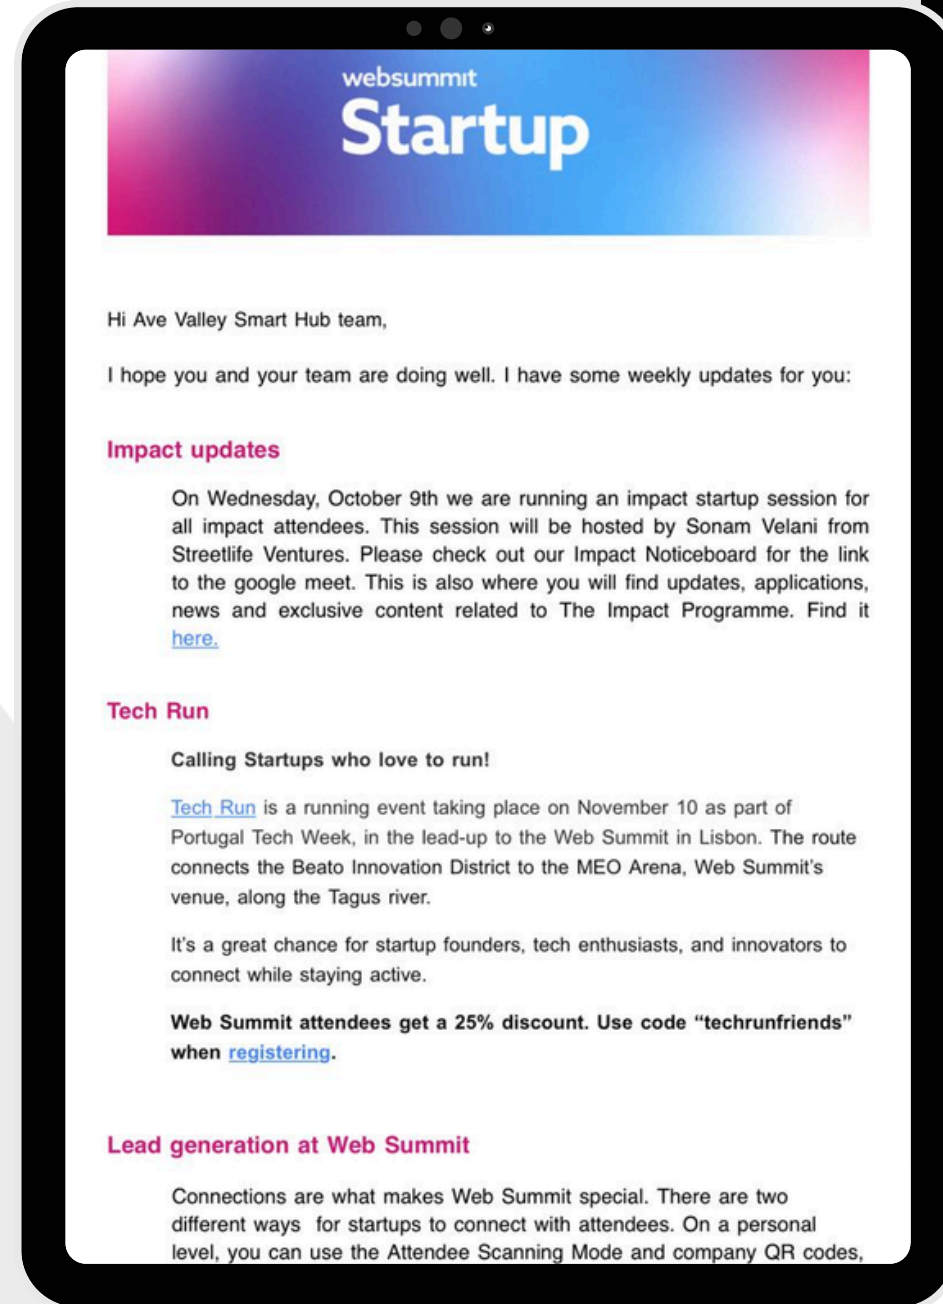 websummit
Startup
Hi Ave Valley Smart Hub team,
I hope you and your team are doing well. I have some weekly updates for you:
Impact updates
On Wednesday, October 9th we are running an impact startup session for
all impact attendees. This session will be hosted by Sonam Velani from
Streetlife Ventures. Please check out our Impact Noticeboard for the link
to the google meet. This is also where you will find updates, applications,
news and exclusive content related to The Impact Programme. Find it
here.
Tech Run
Calling Startups who love to run!
Tech Run is a running event taking place on November 10 as part of
Portugal Tech Week, in the lead-up to the Web Summit in Lisbon. The route
connects the Beato Innovation District to the MEO Arena, Web Summit's
venue, along the Tagus river.
It's a great chance for startup founders, tech enthusiasts, and innovators to
connect while staying active.
Web Summit attendees get a 25% discount. Use code “techrunfriends”
when registering.
Lead generation at Web Summit
Connections are what makes Web Summit special. There are two
different ways  for startups to connect with attendees. On a personal
level, you can use the Attendee Scanning Mode and company QR codes,